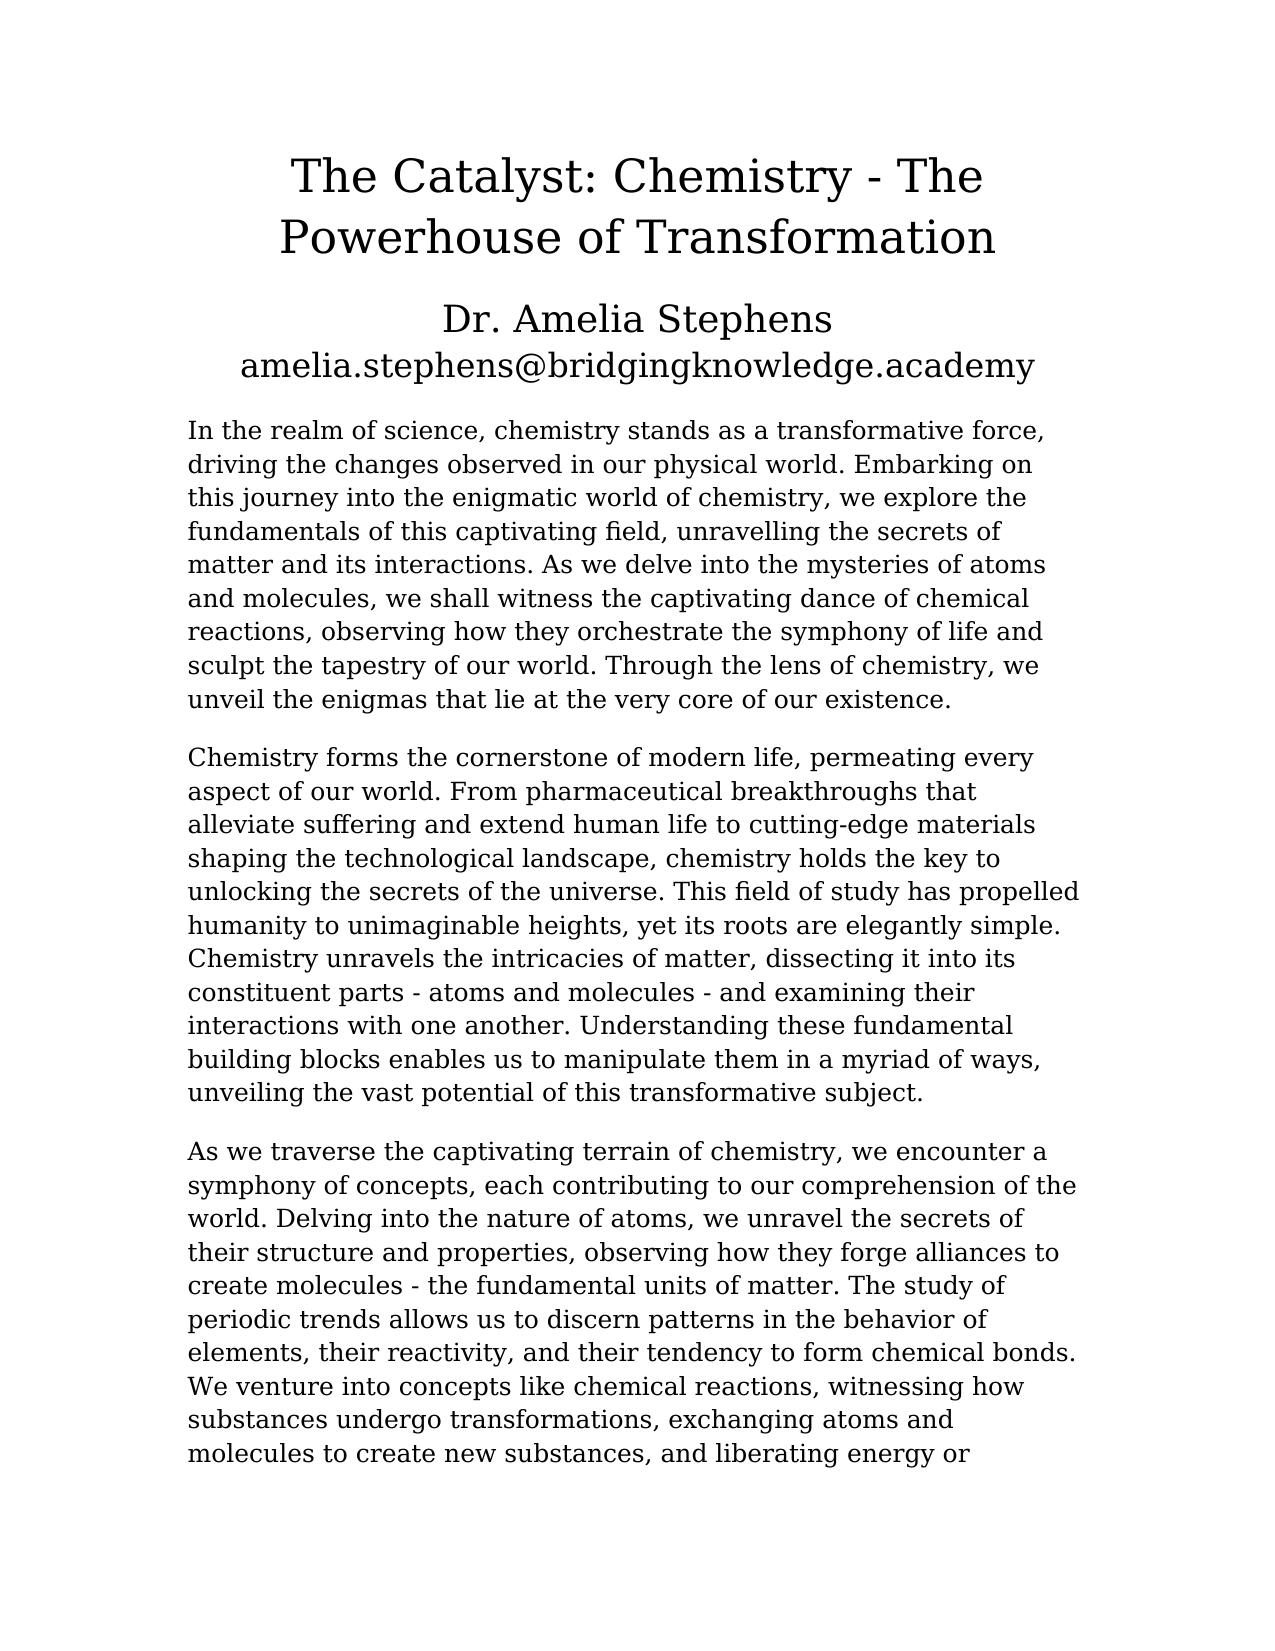 The Catalyst: Chemistry - The
Powerhouse of Transformation
Dr. Amelia Stephens
amelia.stephens@bridgingknowledge.academy
In the realm of science, chemistry stands as a transformative force,
driving the changes observed in our physical world. Embarking on
this journey into the enigmatic world of chemistry, we explore the
fundamentals of this captivating field, unravelling the secrets of
matter and its interactions. As we delve into the mysteries of atoms
and molecules, we shall witness the captivating dance of chemical
reactions, observing how they orchestrate the symphony of life and
sculpt the tapestry of our world. Through the lens of chemistry, we
unveil the enigmas that lie at the very core of our existence.
Chemistry forms the cornerstone of modern life, permeating every
aspect of our world. From pharmaceutical breakthroughs that
alleviate suffering and extend human life to cutting-edge materials
shaping the technological landscape, chemistry holds the key to
unlocking the secrets of the universe. This field of study has propelled
humanity to unimaginable heights, yet its roots are elegantly simple.
Chemistry unravels the intricacies of matter, dissecting it into its
constituent parts - atoms and molecules - and examining their
interactions with one another. Understanding these fundamental
building blocks enables us to manipulate them in a myriad of ways,
unveiling the vast potential of this transformative subject.
As we traverse the captivating terrain of chemistry, we encounter a
symphony of concepts, each contributing to our comprehension of the
world. Delving into the nature of atoms, we unravel the secrets of
their structure and properties, observing how they forge alliances to
create molecules - the fundamental units of matter. The study of
periodic trends allows us to discern patterns in the behavior of
elements, their reactivity, and their tendency to form chemical bonds.
We venture into concepts like chemical reactions, witnessing how
substances undergo transformations, exchanging atoms and
molecules to create new substances, and liberating energy or